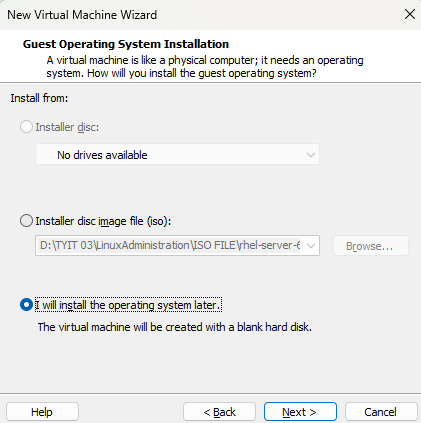 New Virtual Machine Wizard
Guest Operating System Installation
A virtual machine is like a physical computer; it needs an operating
system. How will you install the guest operating system?
Install from:
Installer disc:
No drives available
Installer disc image file (iso):
D:\TYIT 03\LinuxAdministration\ISO FILE\rhel-server-6
Browse...
I will install the operating system later.
The virtual machine will be created with a blank hard disk.
Help
< Back
Next >
Cancel